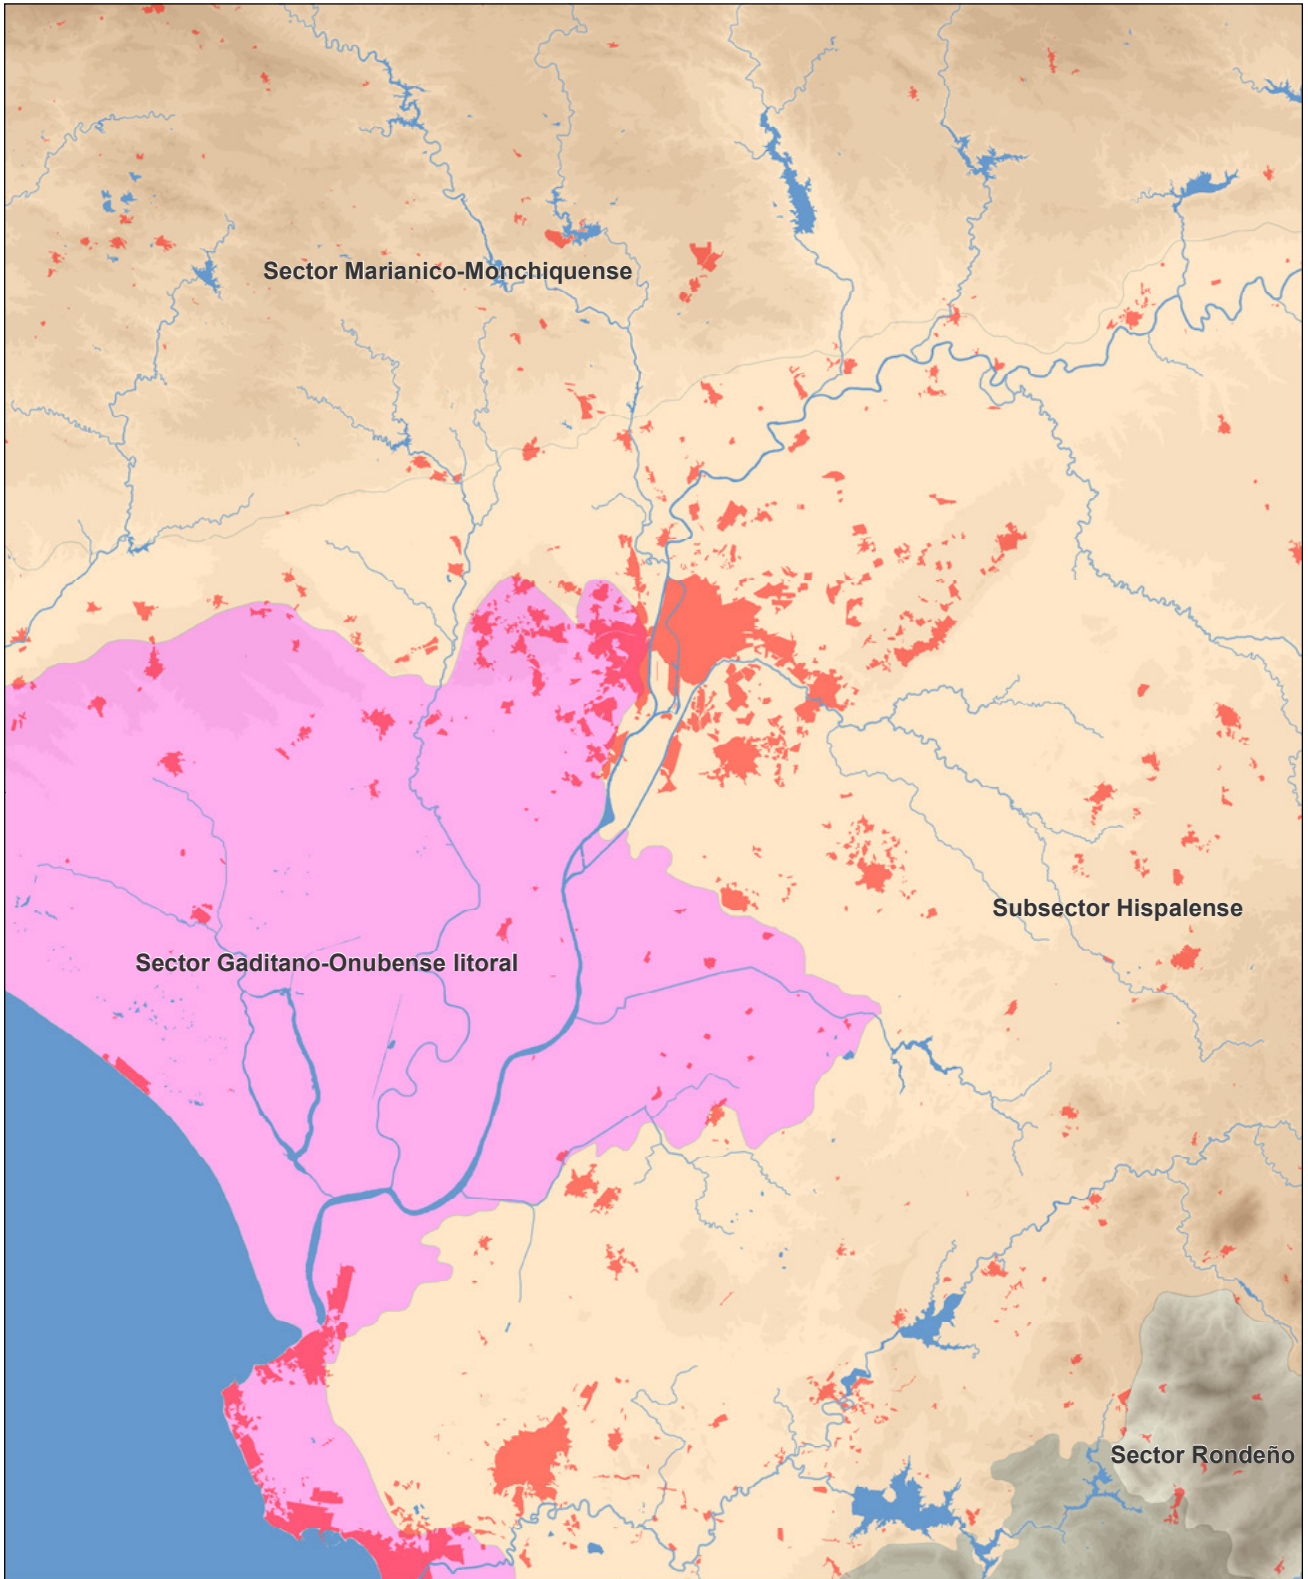 Sector Marianico-Monchiquense
Subsector Hispalense
Sector Gaditano-Onubense litoral
Sector Rondeño